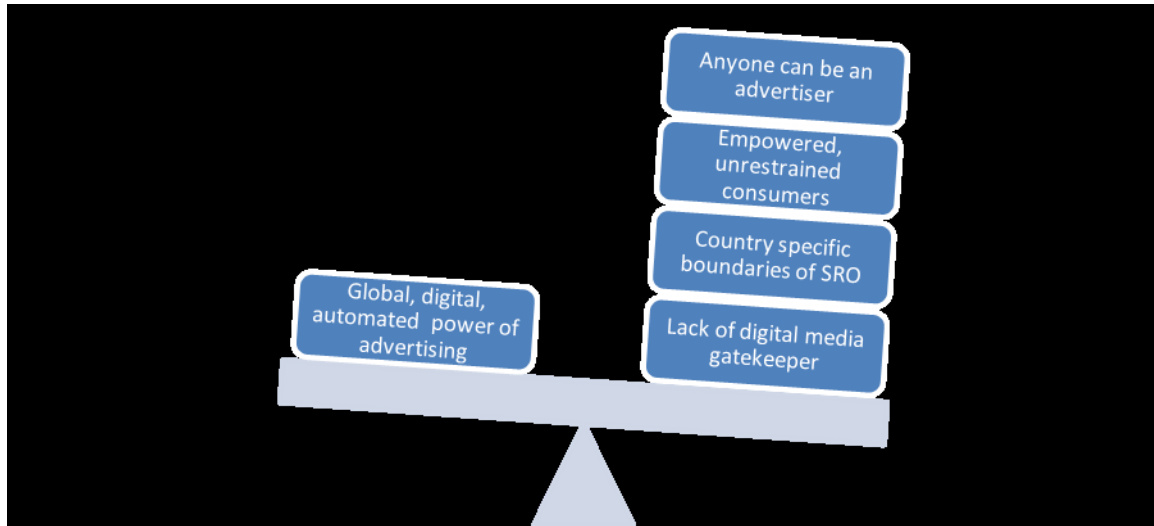 Anyone can be an
advertiser
Empowered,
unrestrained
consumers
Country specific
boundaries of SRO
Lack of digital media
gatekeeper
Global, digital,
automated power of
advertising